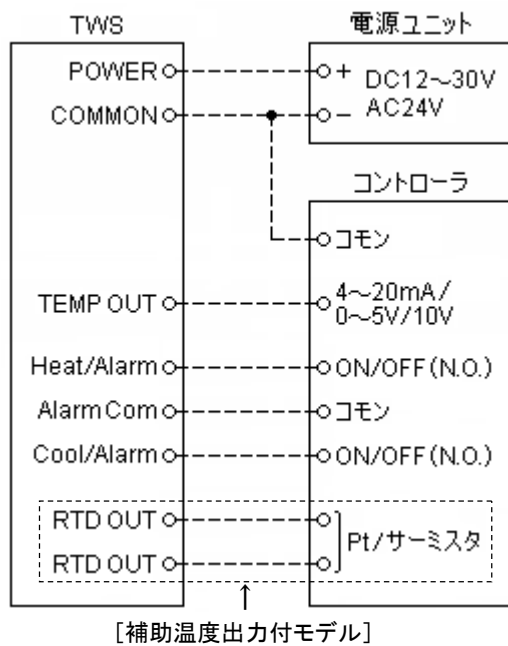 TWS
電源ユニット
POWER
+
DC12～30V
COMMON
-
AC24V
コントローラ
コモン
TEMP OUT
4～20mA/
0～5V/10V
Heat/Alarm
ON/OFF(N.O.)
Alarm Com
コモン
Cool/Alarm
ON/OFF(N.O.)
RTD OUT
Pt/サーミスタ
RTD OUT
[補助温度出力付モデル]